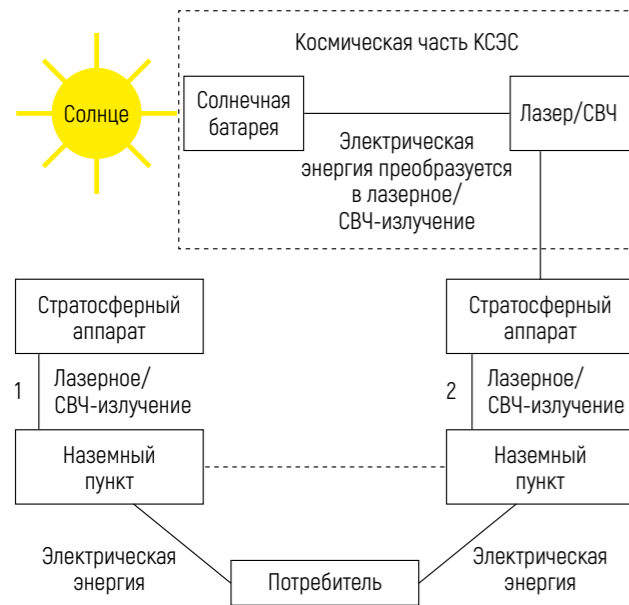 Космическая часть КСЭС
Солнце
Солнечная
батарея
Лазер/СВЧ
Электрическая
энергия преобразуется
в лазерное/
СВЧ-излучение
Стратосферный
аппарат
Стратосферный
аппарат
1
Лазерное/
СВЧ-излучение
2
Лазерное/
СВЧ-излучение
Наземный
пункт
Наземный
пункт
Электрическая
энергия
Потребитель
Электрическая
энергия